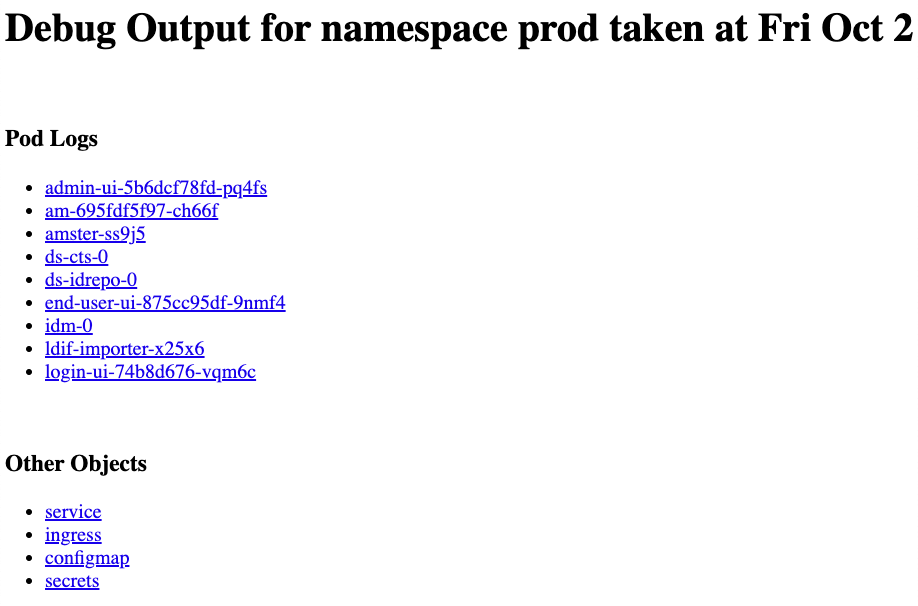 Debug Output for namespace prod taken at Fri Oct 2
Pod Logs
admin-ui-5b6dcf78fd-pq4fs
am-695fdf5f97-ch66f
amster-ss9j5
ds-cts-0
ds-idrepo-0
end-user-ui-875cc95df-9nmf4
idm-0
ldif-importer-x25x6
login-ui-74b8d676-vqm6c
Other Objects
service
ingress
configmap
secrets